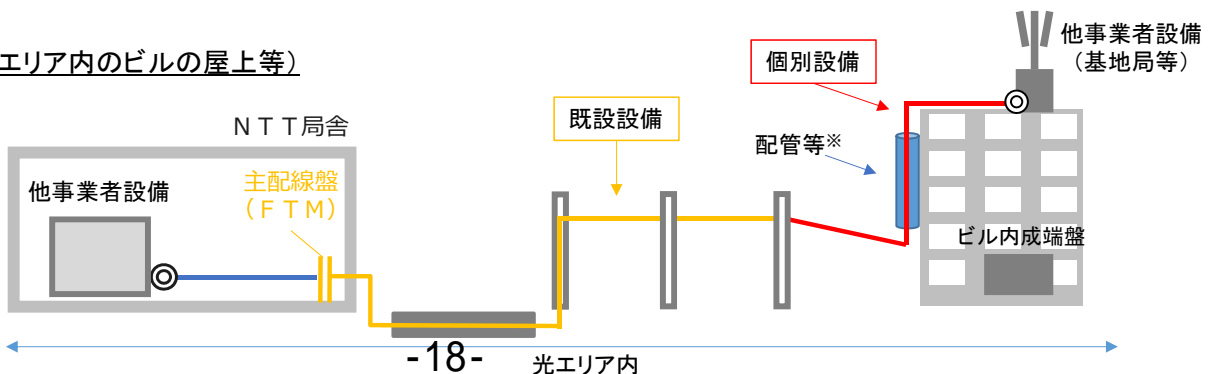 エリア内のビルの屋上等）
他事業者設備
（基地局等）
個別設備
既設設備
ＮＴＴ局舎
配管等※
主配線盤
（ＦＴＭ）
他事業者設備
ビル内成端盤
-18-
光エリア内